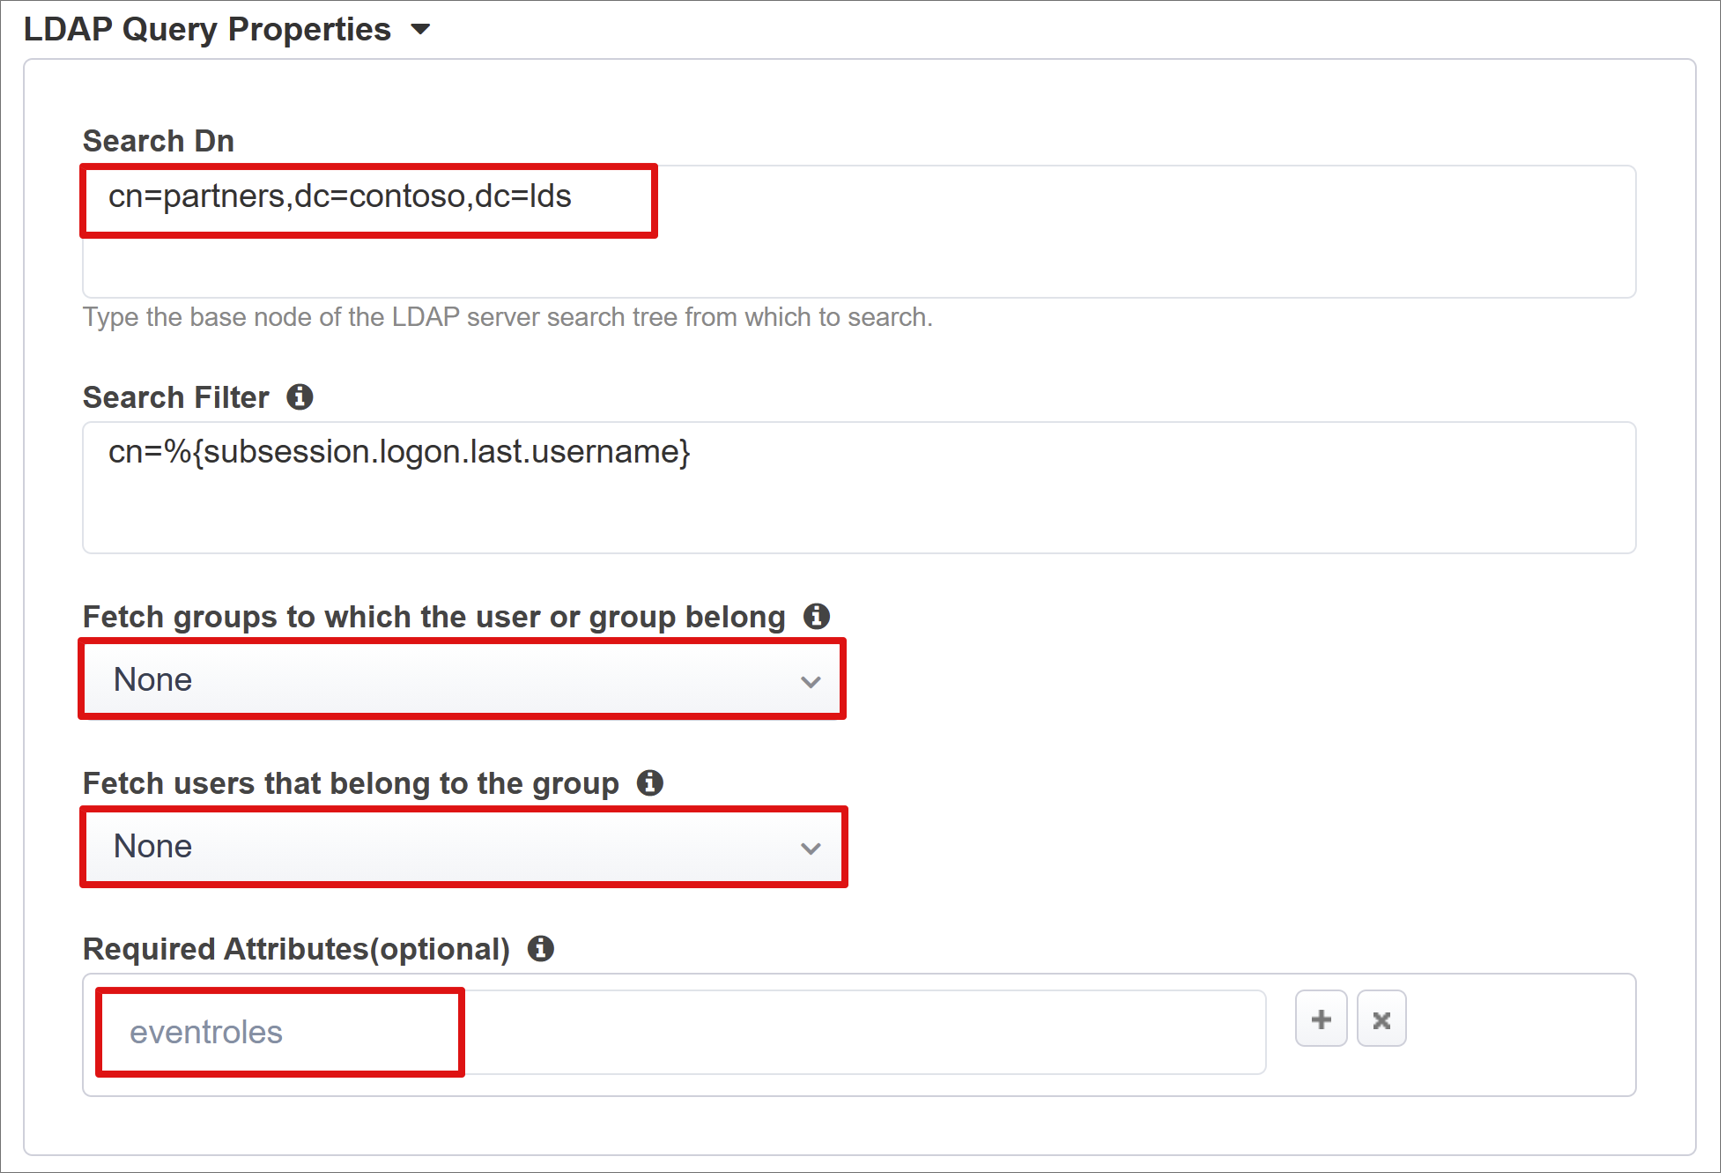 LDAP Query Properties
Search Dn
cn=partners,dc=contoso,dc=lds
Type the base node of the LDAP server search tree from which to search.
Search Filter
cn=%{subsession.logon.last.username}
Fetch groups to which the user or group belong
None
Fetch users that belong to the group
None
Required Attributes(optional)
eventroles